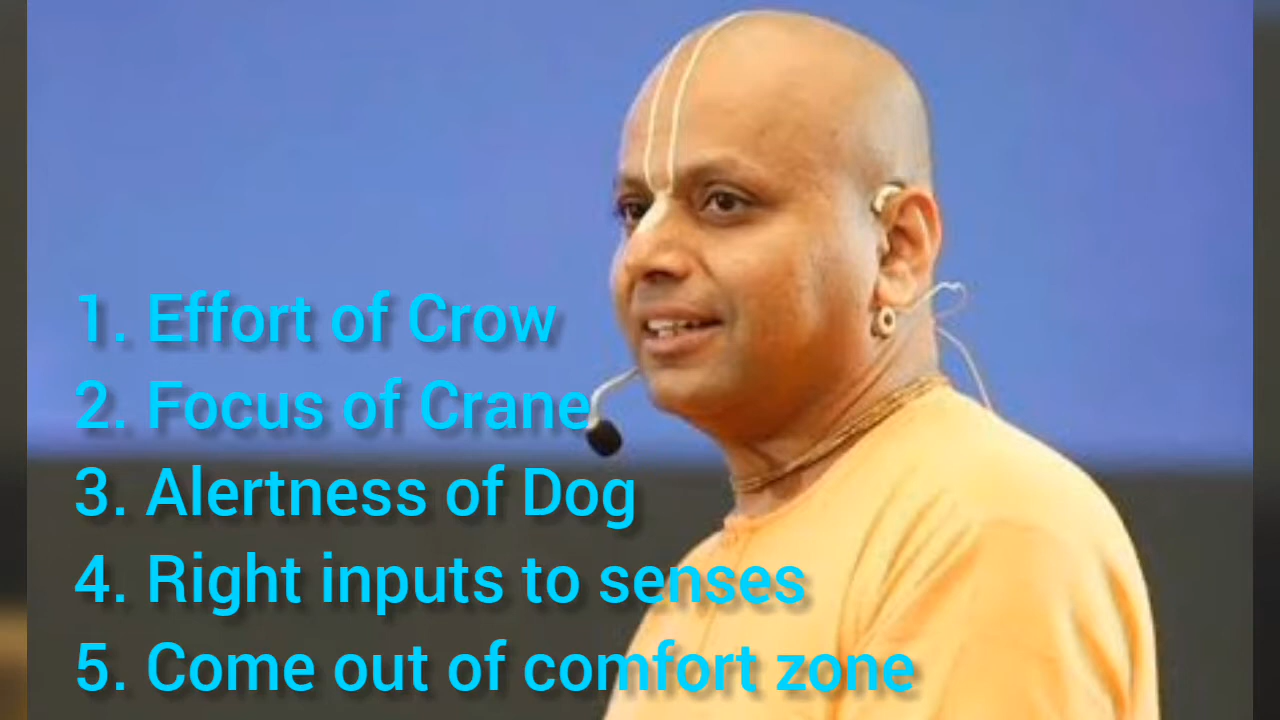 1. Effort of Crow
2. Focus of Crane
3. Alertness of Dog
4. Right inputs to senses
5. Come out of comfort zone